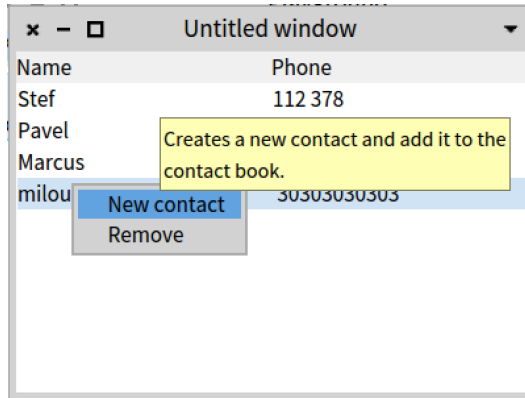 Untitled window
Name Phone
Stef 112 378
Pavel
Creates a new contact and add it to the
contact book.
Marcus
milou 30303030303
New contact
Remove